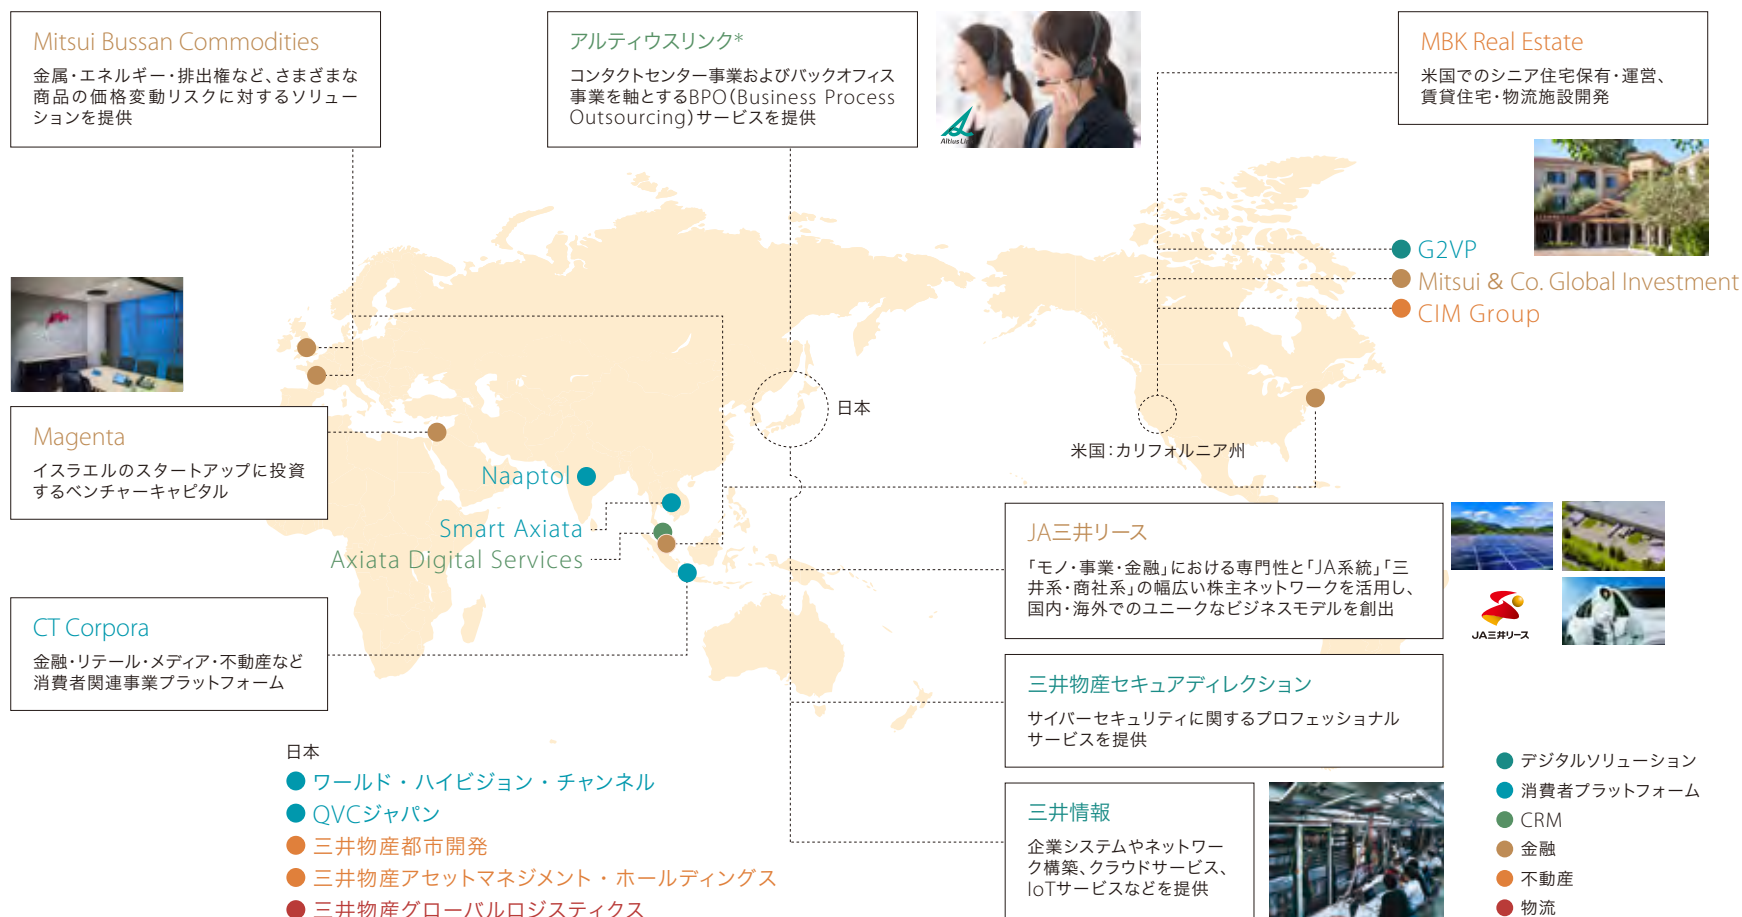 Mitsui Bussan Commodities
金属・エネルギー・排出権など、さまざまな
商品の価格変動リスクに対するソリュー
ションを提供
アルティウスリンク*
コンタクトセンター事業およびバックオフィス
事業を軸とするBPO(Business Process
Outsourcing)サービスを提供
Altius Link
MBK Real Estate
米国でのシニア住宅保有・運営、
賃貸住宅・物流施設開発
G2VP
Mitsui & Co. Global Investment
CIM Group
Magenta
イスラエルのスタートアップに投資
するベンチャーキャピタル
日本
米国：カリフォルニア州
Naaptol
Smart Axiata
Axiata Digital Services
CT Corpora
金融・リテール・メディア・不動産など
消費者関連事業プラットフォーム
JA三井リース
「モノ・事業・金融」における専門性と「JA系統」「三
井系・商社系」の幅広い株主ネットワークを活用し、
国内・海外でのユニークなビジネスモデルを創出
JA三井リース
三井物産セキュアディレクション
サイバーセキュリティに関するプロフェッショナル
サービスを提供
三井情報
企業システムやネットワー
ク構築、クラウドサービス、
IoTサービスなどを提供
日本
ワールド・ハイビジョン・チャンネル
QVCジャパン
三井物産都市開発
三井物産アセットマネジメント・ホールディングス
三井物産グローバルロジスティクス
デジタルソリューション
消費者プラットフォーム
CRM
金融
不動産
物流